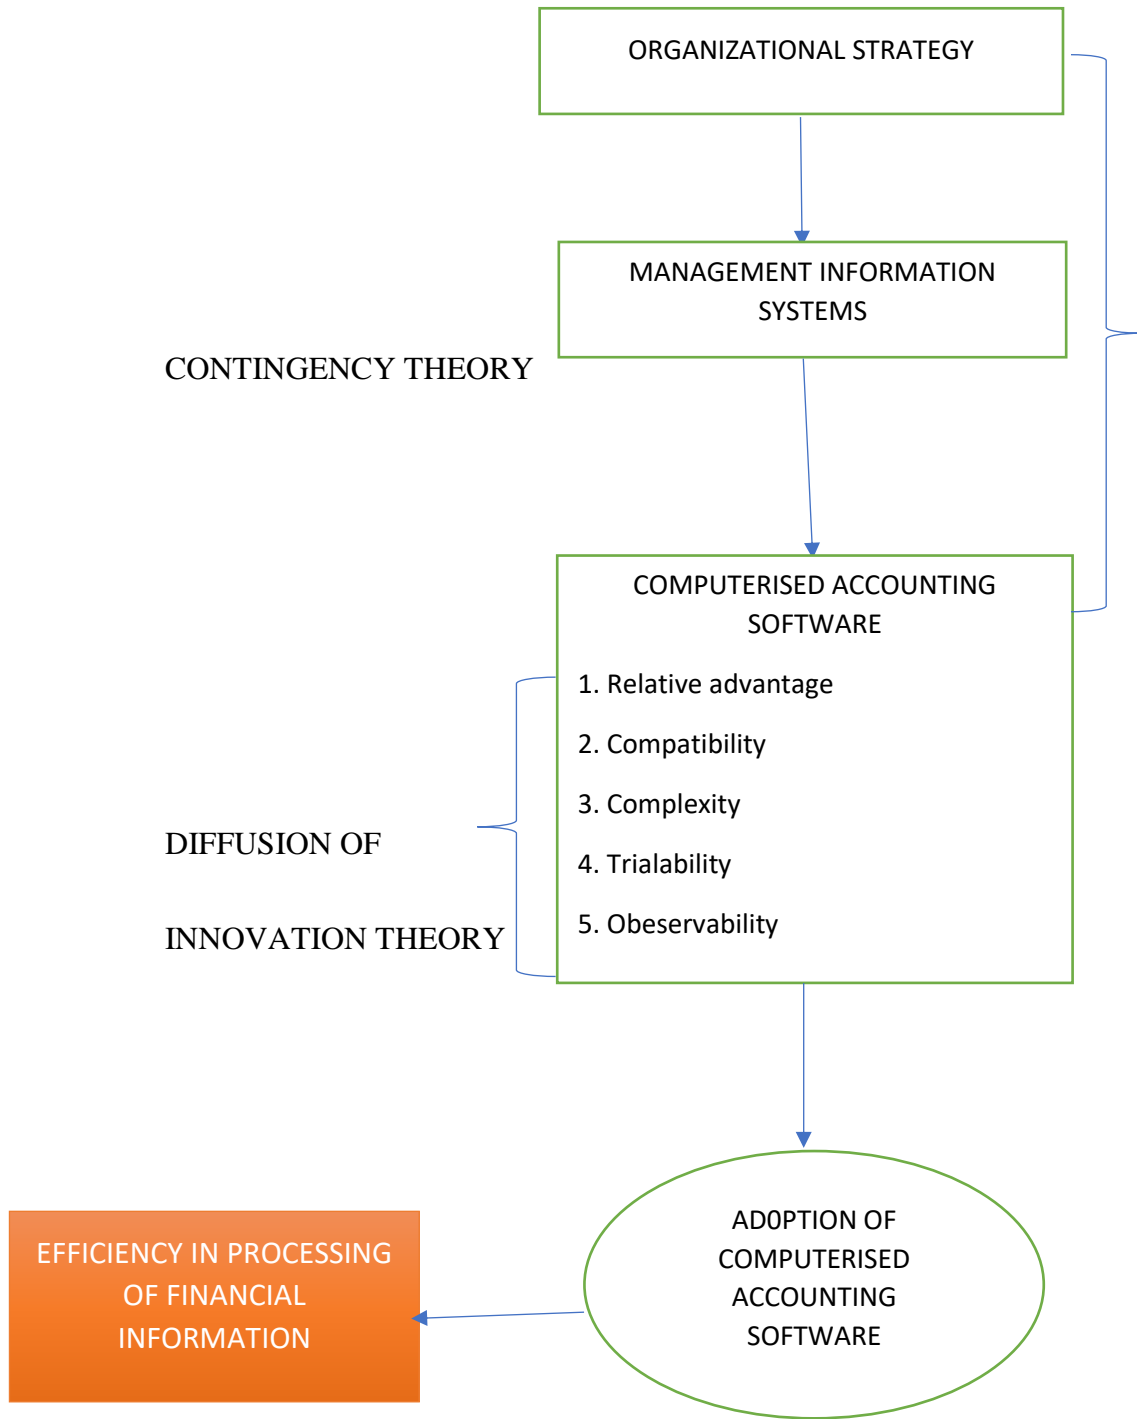 ORGANIZATIONAL STRATEGY
MANAGEMENT INFORMATION
SYSTEMS
CONTINGENCY THEORY
COMPUTERISED ACCOUNTING
SOFTWARE
1. Relative advantage
2. Compatibility
3. Complexity
4. Trialability
5. Obeservability
DIFFUSION OF
INNOVATION THEORY
AD0PTION OF
COMPUTERISED
ACCOUNTING
SOFTWARE
EFFICIENCY IN PROCESSING
OF FINANCIAL
INFORMATION